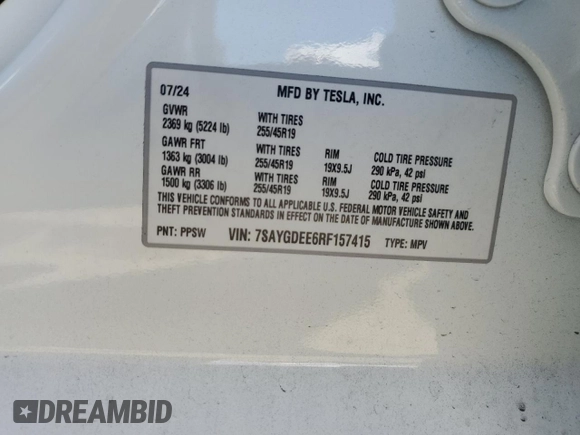 07/24 MFD BY TESLA, INC.
GVWR WITH TIRES
2369 kg (5224 lb) 255/45R19
GAWR FRT WITH TIRES RIM COLD TIRE PRESSURE
1363 kg (3004 lb) 255/45R19 19X9.5J 290 kPa, 42 psi
GAWR RR WITH TIRES RIM COLD TIRE PRESSURE
1500 kg (3306 lb) 255/45R19 19X9.5J 290 kPa, 42 psi
THIS VEHICLE CONFORMS TO ALL APPLICABLE U.S. FEDERAL MOTOR VEHICLE SAFETY AND
THEFT PREVENTION STANDARDS IN EFFECT ON THE DATE OF MANUFACTURE SHOWN ABOVE
PNT: PPSW VIN: 7SAYGDEE6RF157415 TYPE: MPV
DREAMBID